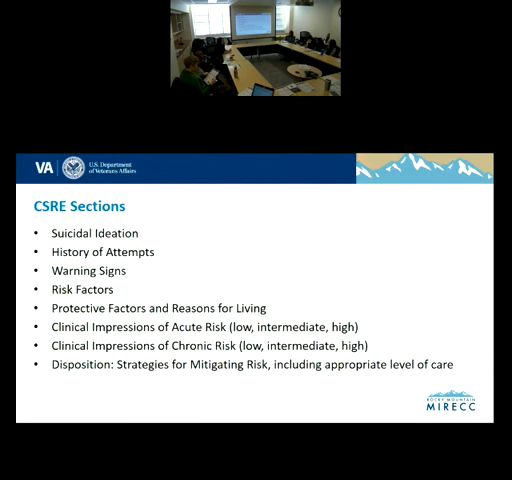 VA
U.S. Department
of Veterans Affairs
CSRE Sections
• Suicidal Ideation
• History of Attempts
• Warning Signs
• Risk Factors
• Protective Factors and Reasons for Living
• Clinical Impressions of Acute Risk (low, intermediate, high)
• Clinical Impressions of Chronic Risk (low, intermediate, high)
• Disposition: Strategies for Mitigating Risk, including appropriate level of care
ROCKY MOUNTAIN
MIRECC